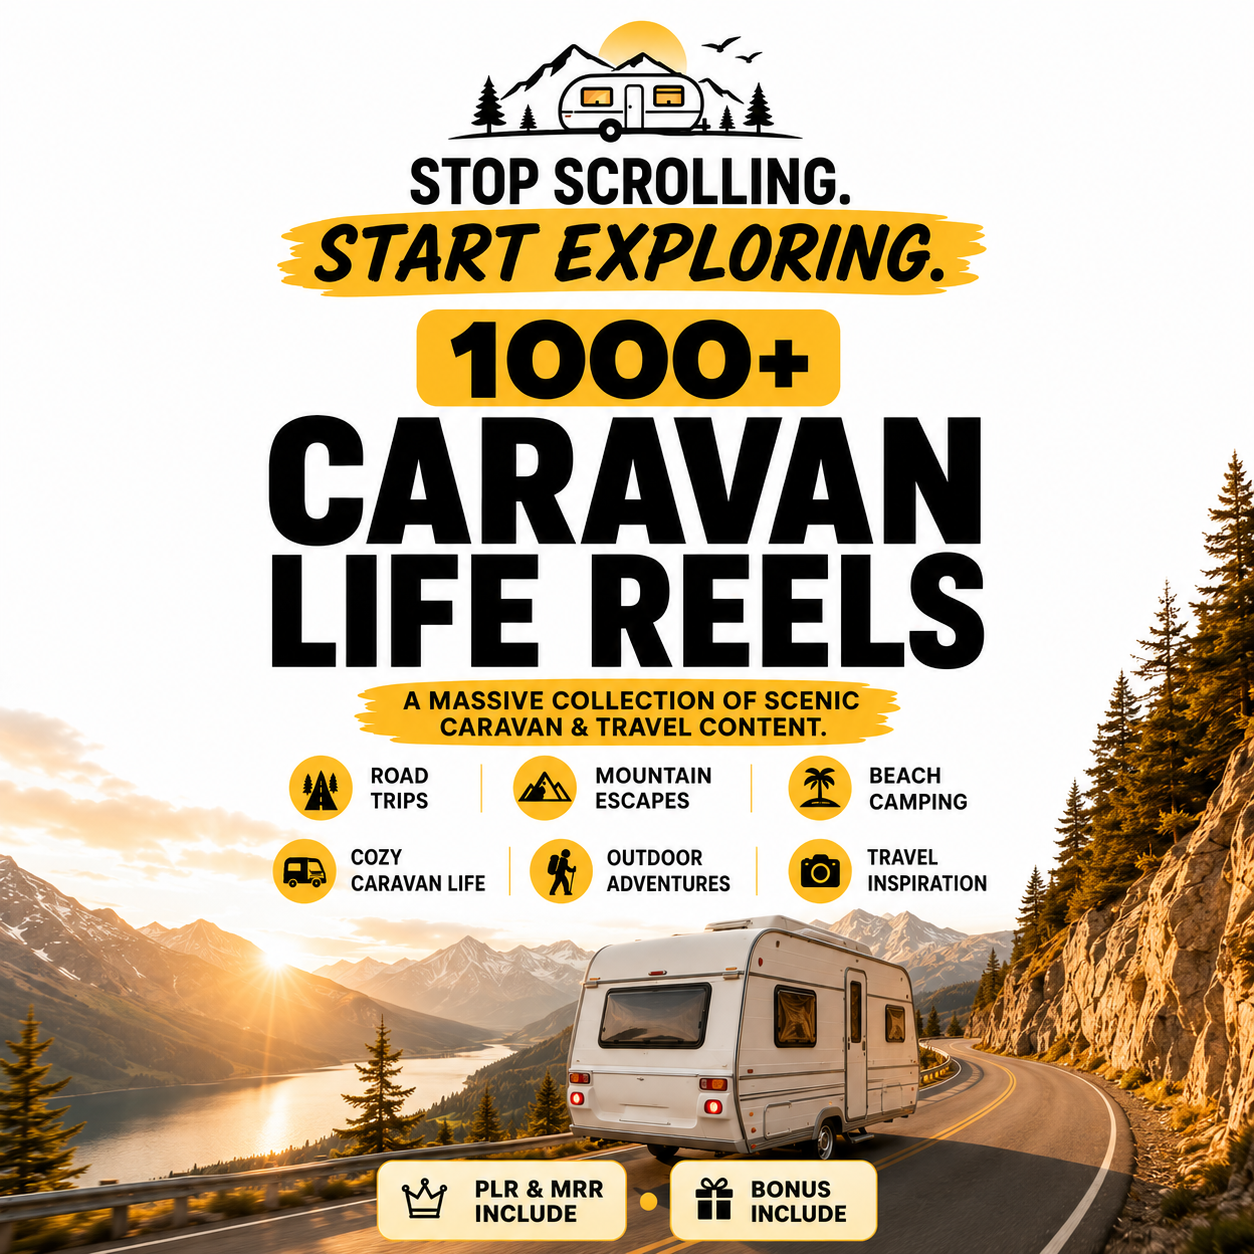 STOP SCROLLING.
START EXPLORING.
1000+
CARAVAN
LIFE REELS
A MASSIVE COLLECTION OF SCENIC
CARAVAN & TRAVEL CONTENT.
ROAD
TRIPS
MOUNTAIN
ESCAPES
BEACH
CAMPING
COZY
CARAVAN LIFE
OUTDOOR
ADVENTURES
TRAVEL
INSPIRATION
PLR & MRR
INCLUDE
BONUS
INCLUDE